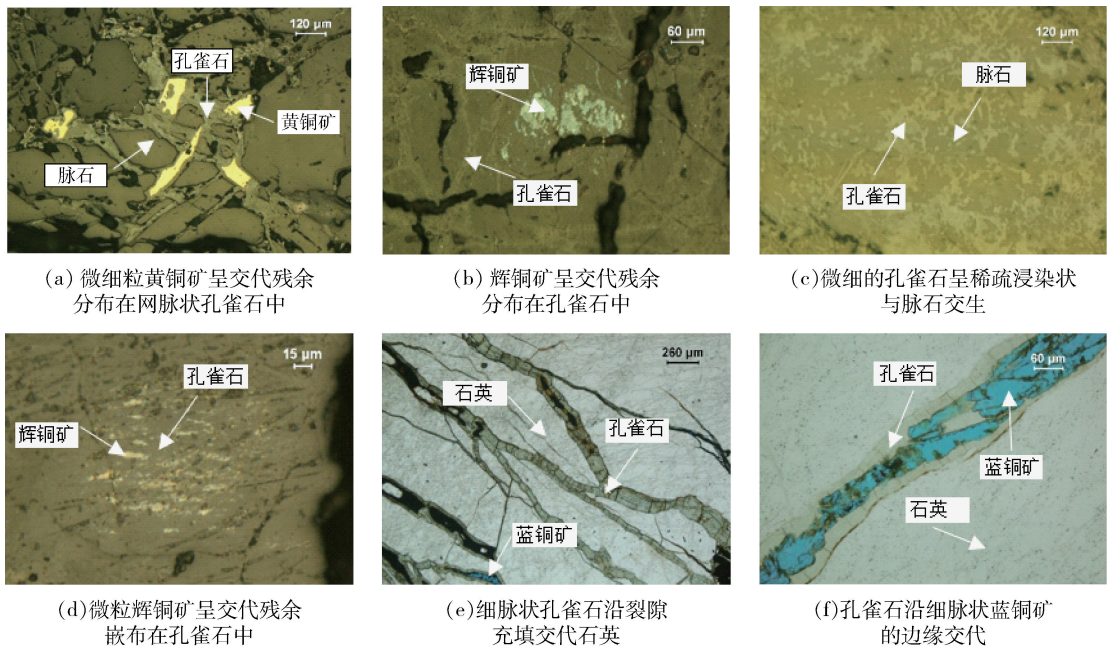 120 μm
孔雀石
黄铜矿
脉石
(a) 微细粒黄铜矿呈交代残余
分布在网脉状孔雀石中
60 μm
辉铜矿
孔雀石
(b) 辉铜矿呈交代残余
分布在孔雀石中
120 μm
脉石
孔雀石
(c)微细的孔雀石呈稀疏浸染状
与脉石交生
15 μm
孔雀石
辉铜矿
(d)微粒辉铜矿呈交代残余
嵌布在孔雀石中
260 μm
石英
孔雀石
蓝铜矿
(e)细脉状孔雀石沿裂隙
充填交代石英
60 μm
孔雀石
蓝铜矿
石英
(f)孔雀石沿细脉状蓝铜矿
的边缘交代